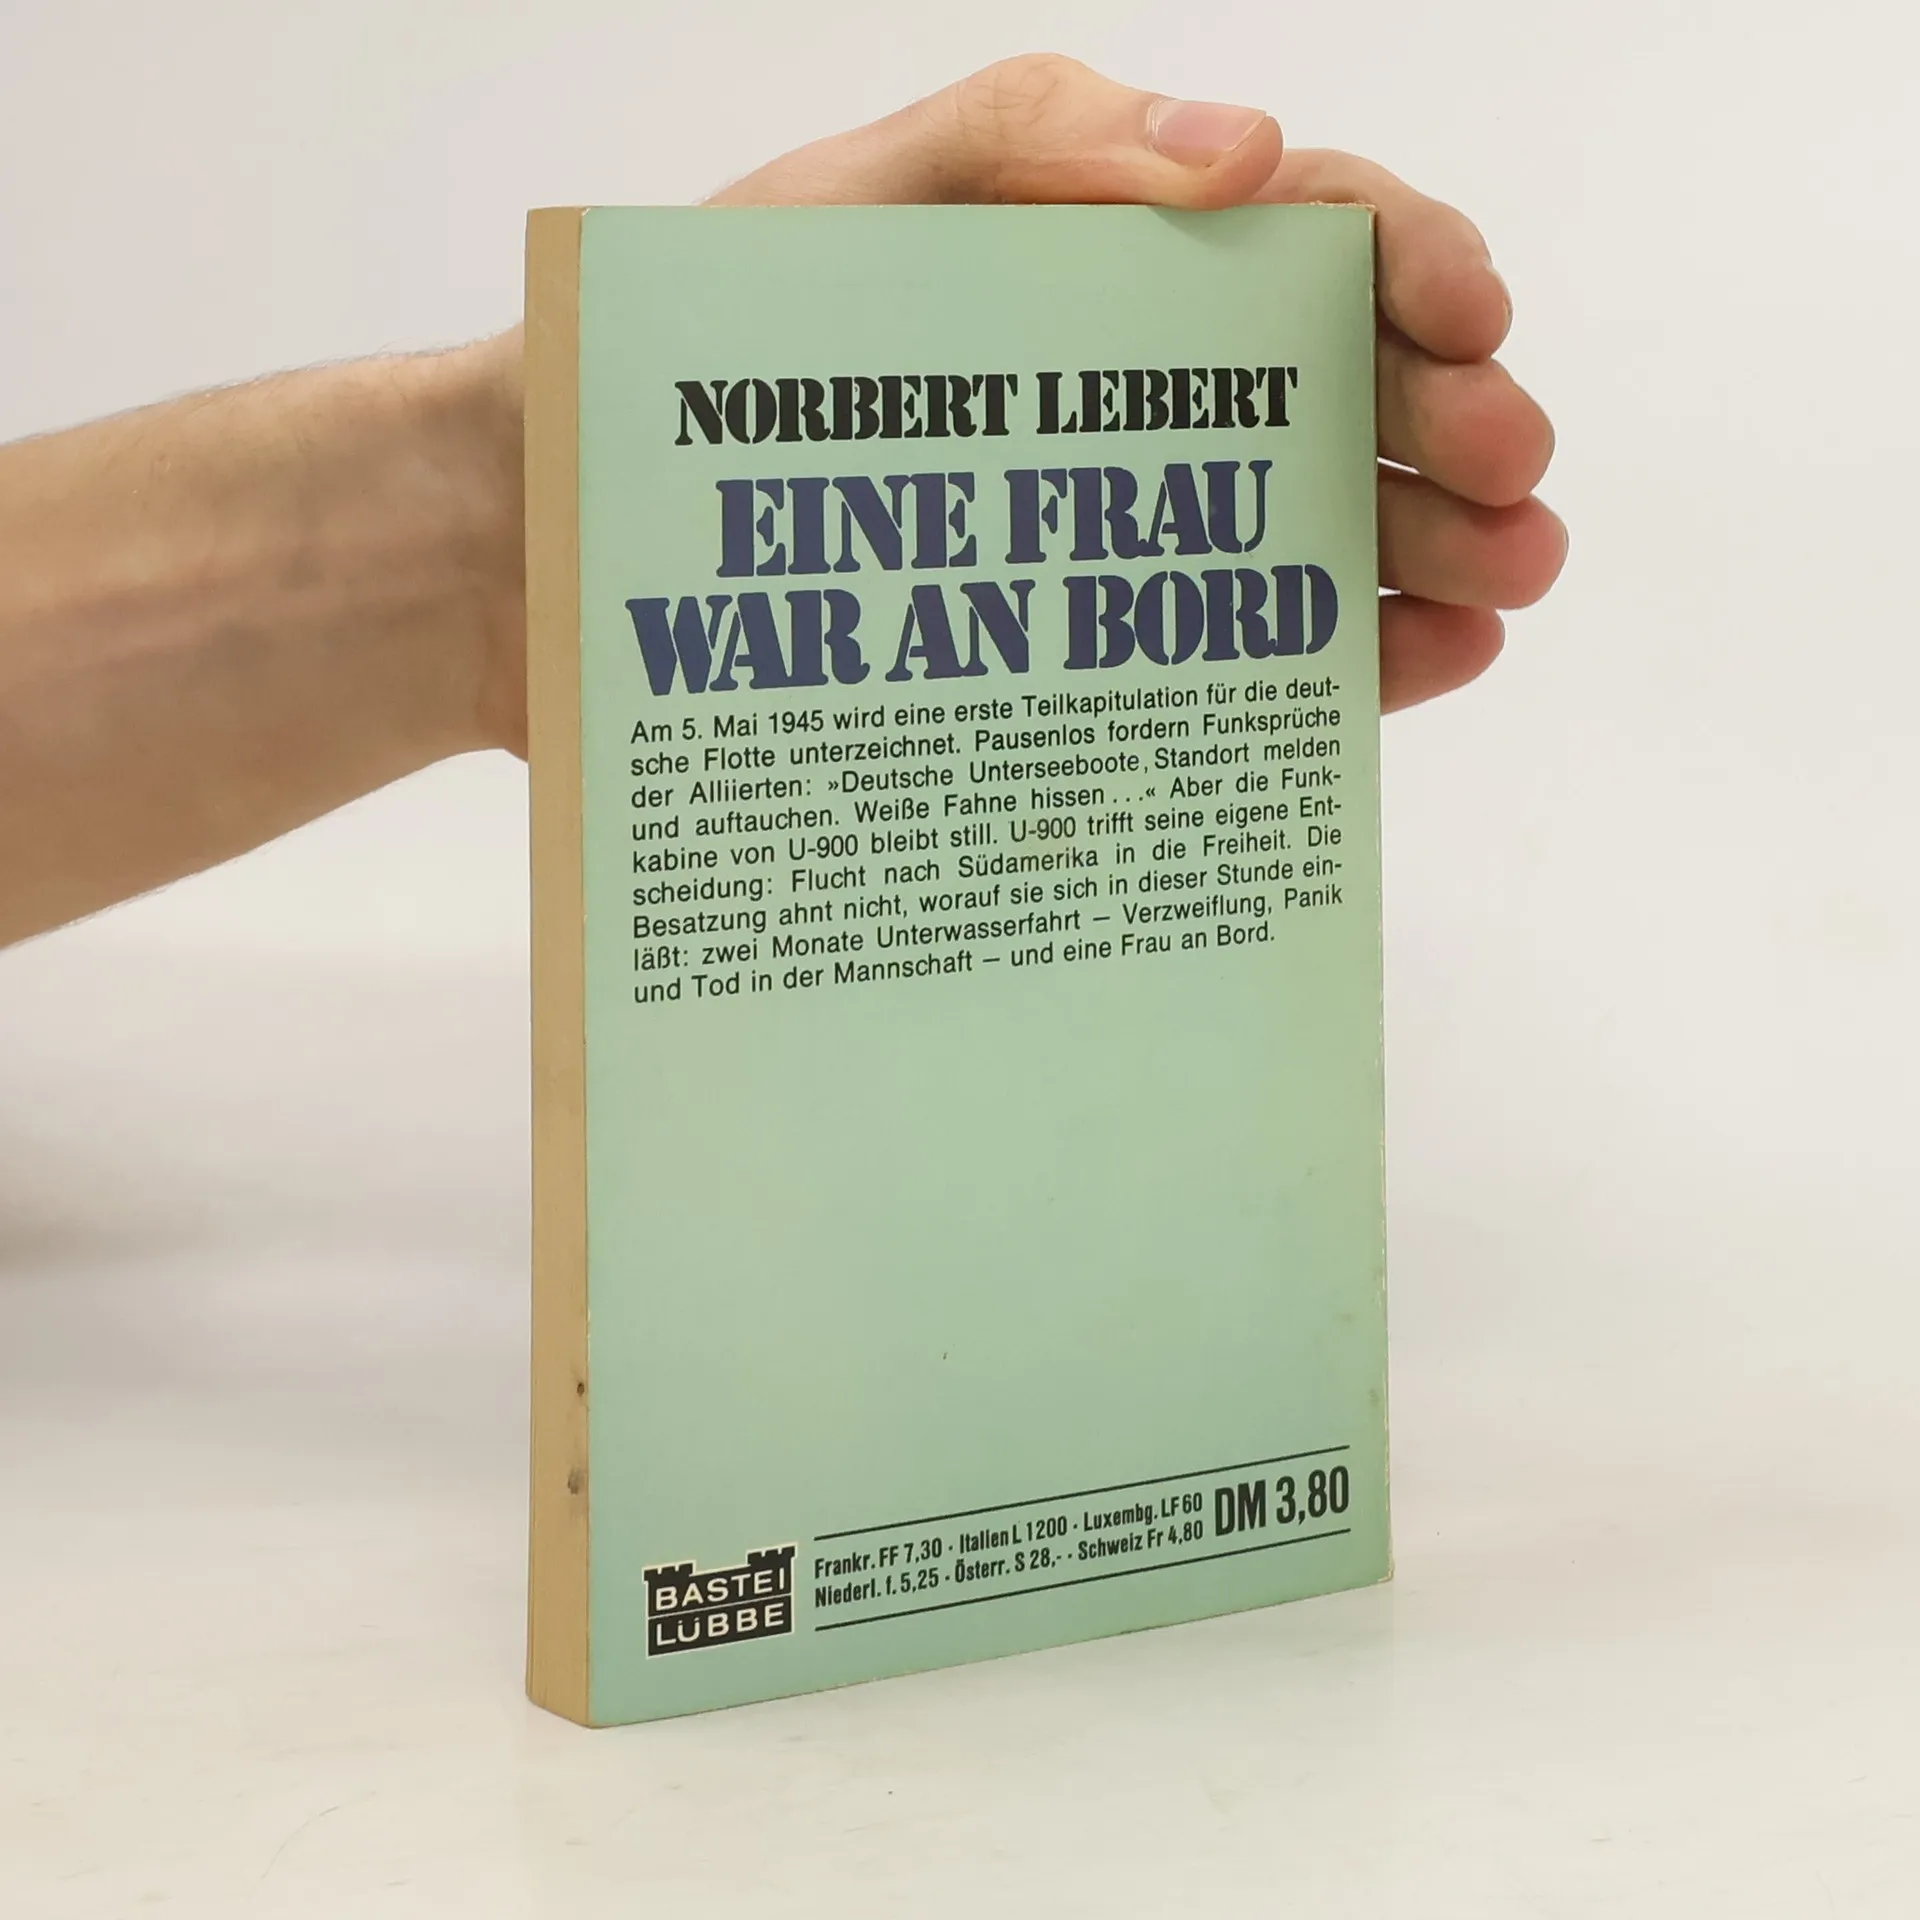 NORBERT LEBERT
EINE FRAU
WAR AN BORD
Am 5. Mai 1945 wird eine erste Teilkapitulation für die deut-
sche Flotte unterzeichnet. Pausenlos fordern Funksprüche
der Alliierten: »Deutsche Unterseeboote, Standort melden
und auftauchen. Weiße Fahne hissen...« Aber die Funk-
kabine von U-900 bleibt still. U-900 trifft seine eigene Ent-
scheidung: Flucht nach Südamerika in die Freiheit. Die
Besatzung ahnt nicht, worauf sie sich in dieser Stunde ein-
läßt: zwei Monate Unterwasserfahrt – Verzweiflung, Panik
und Tod in der Mannschaft – und eine Frau an Bord.
BASTEI
LÜBBE
Frankr. FF 7,30 · Italien L 1200 · Luxembg. LF 60
Niederl. f. 5,25 · Österr. S 28,- · Schweiz Fr 4,80
DM 3,80